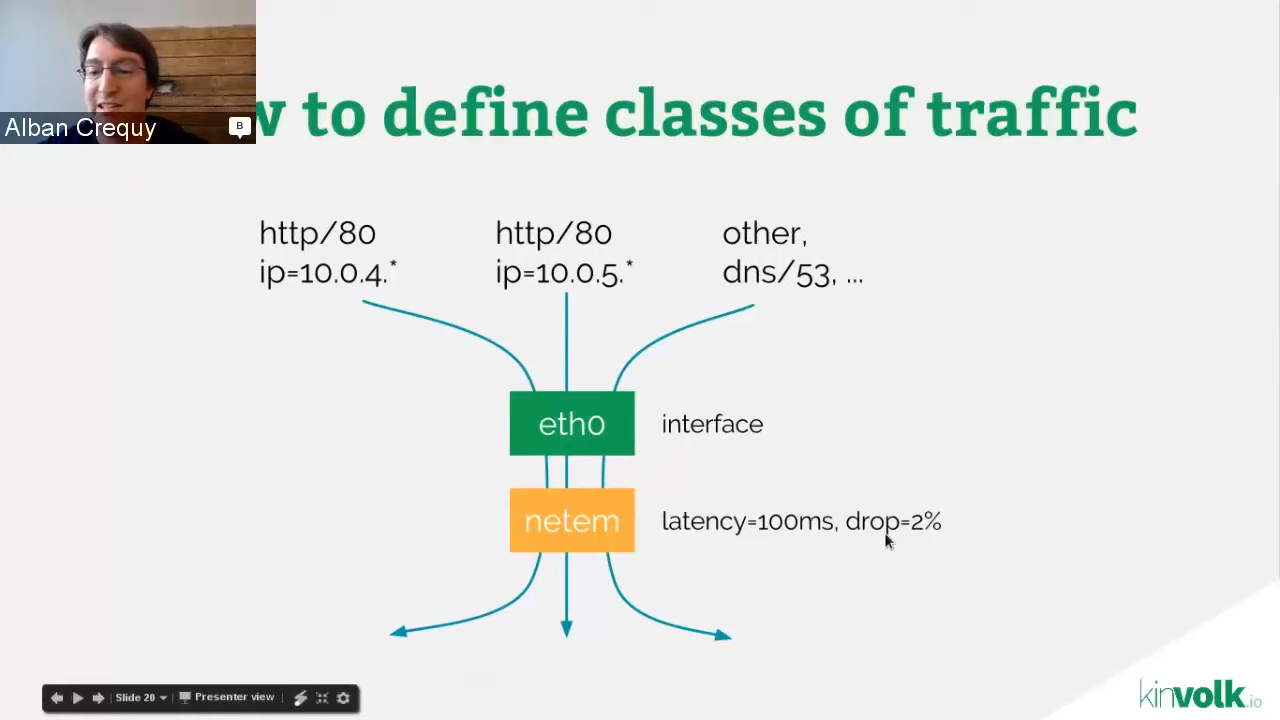 Alban Crequy
B
w to define classes of traffic
http/80
ip=10.0.4.*
http/80
ip=10.0.5.*
other,
dns/53, ...
eth0
interface
netem
latency=100ms, drop=2%
Slide 20
Presenter view
kinvolk.io